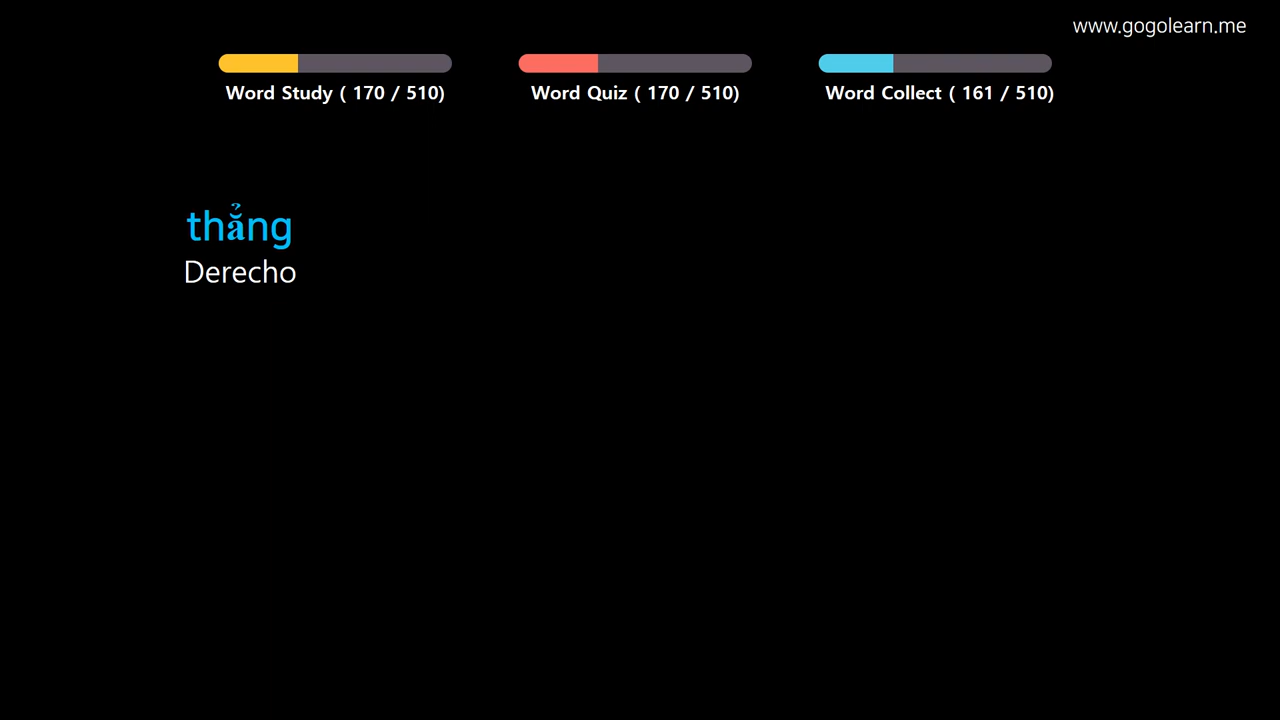 www.gogolearn.me
Word Study ( 170 / 510)
Word Quiz ( 170 / 510)
Word Collect ( 161 / 510)
thẳng
Derecho